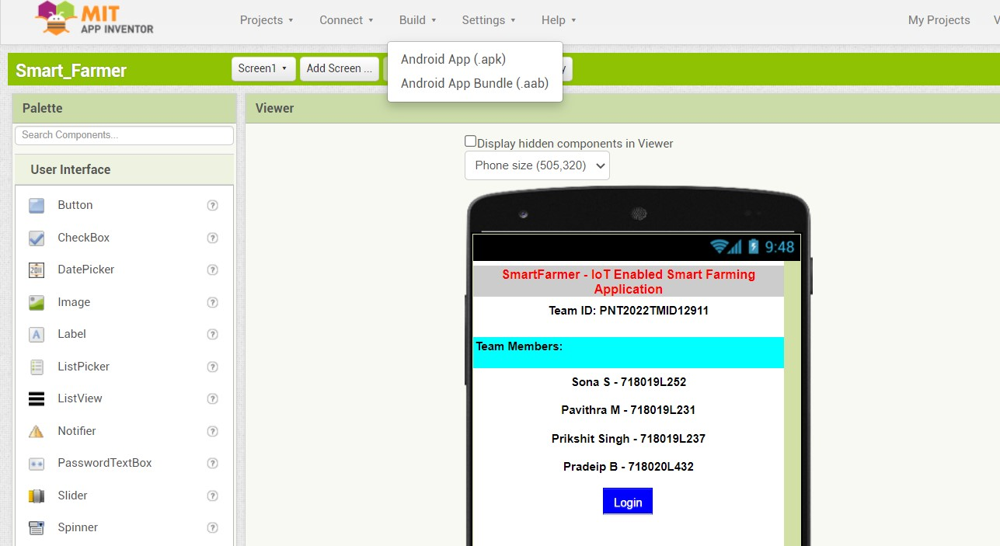 MIT
APP INVENTOR
Projects
Connect
Build
Settings
Help
My Projects
V
Android App (.apk)
Android App Bundle (.aab)
Smart_Farmer
Screen1
Add Screen ...
y
Palette
Viewer
Search Components...
Display hidden components in Viewer
Phone size (505,320)
User Interface
Button
?
CheckBox
?
DatePicker
?
Image
?
A
Label
?
ListPicker
?
ListView
?
Notifier
?
PasswordTextBox
?
Slider
?
Spinner
?
9:48
SmartFarmer - IoT Enabled Smart Farming
Application
Team ID: PNT2022TMID12911
Team Members:
Sona S - 718019L252
Pavithra M - 718019L231
Prikshit Singh - 718019L237
Pradeip B - 718020L432
Login